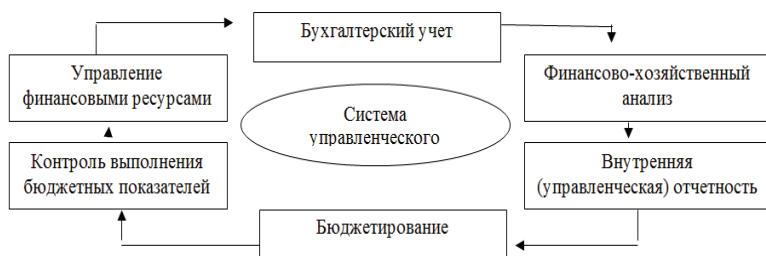 Бухгалтерский учет
Управление
финансовыми ресурсами
Финансово-хозяйственный
анализ
Система
управленческого
Контроль выполнения
бюджетных показателей
Внутренняя
(управленческая) отчетность
Бюджетирование